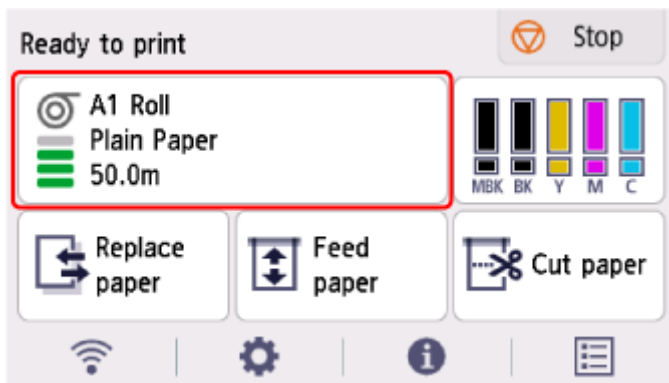 Ready to print
Stop
A1 Roll
Plain Paper
50.0m
MBK BK Y M C
Replace
paper
Feed
paper
Cut paper